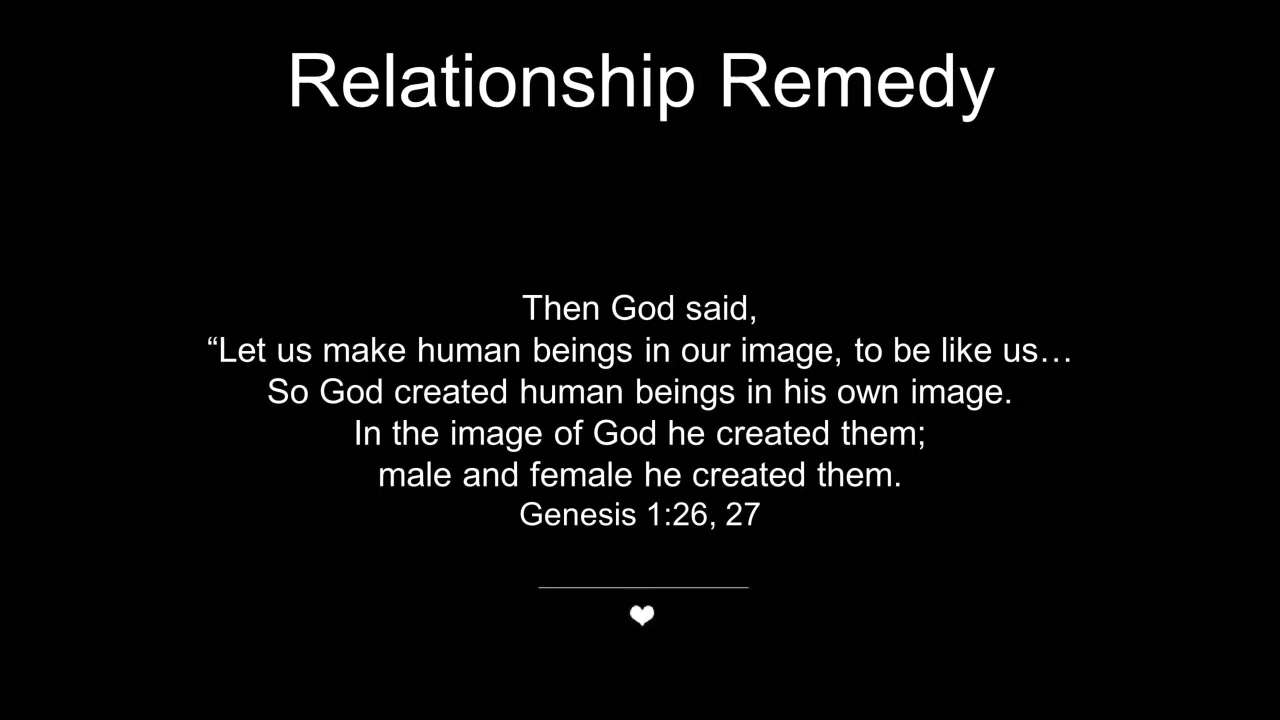 Relationship Remedy
Then God said,
“Let us make human beings in our image, to be like us…
So God created human beings in his own image.
In the image of God he created them;
male and female he created them.
Genesis 1:26, 27